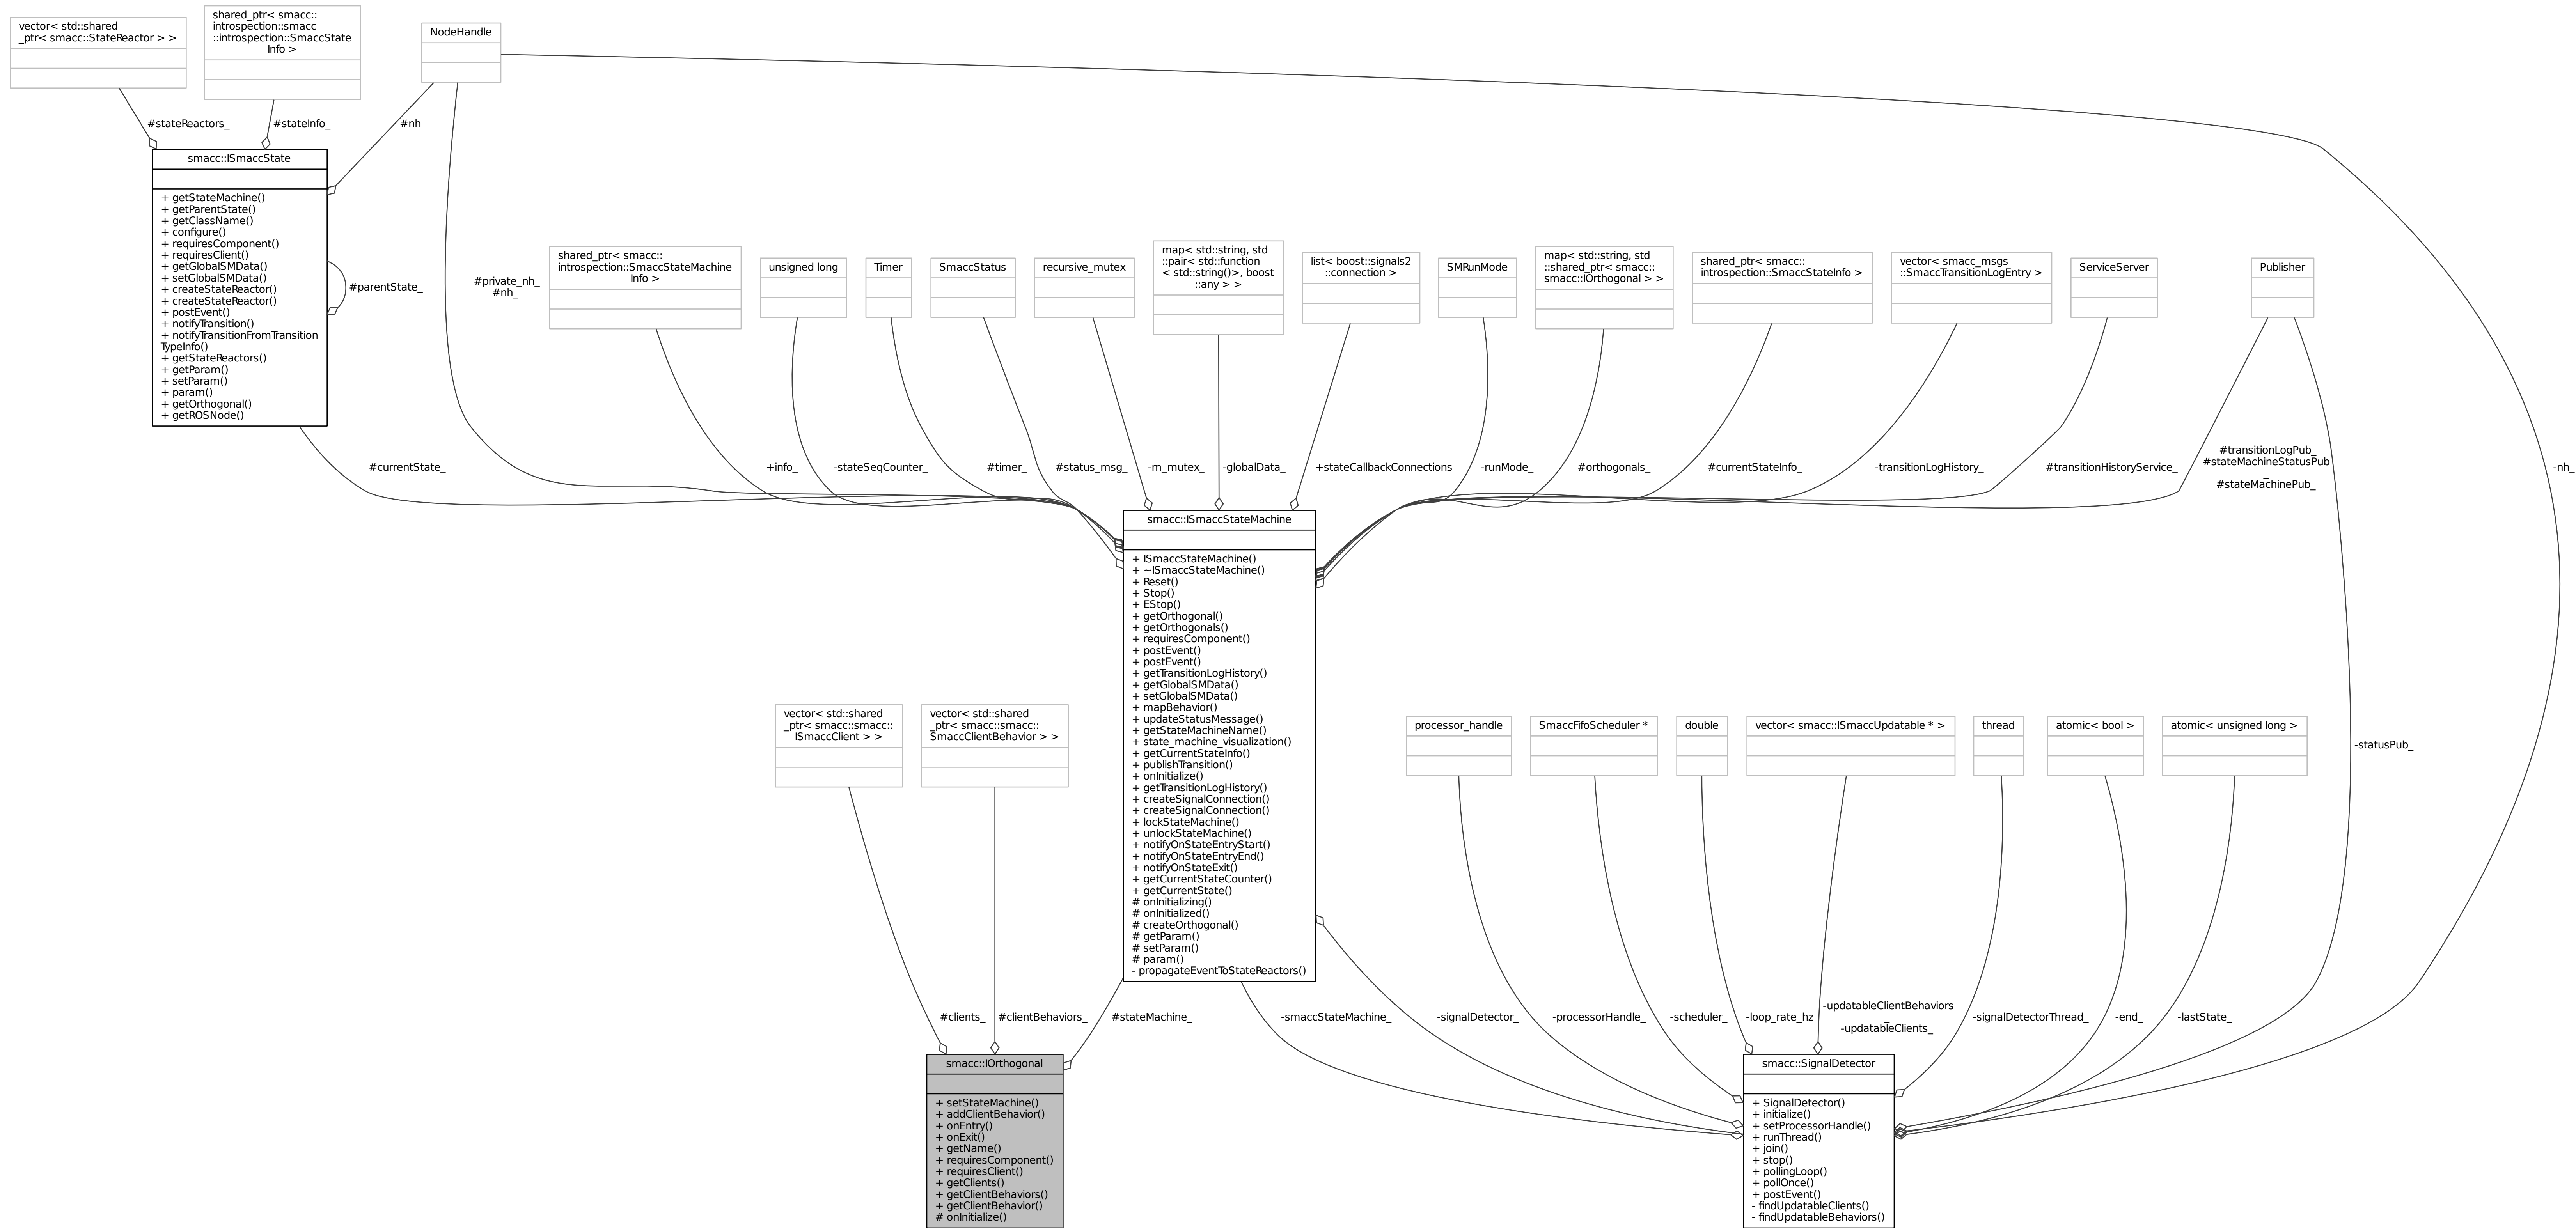 vector< std::shared
_ptr< smacc::StateReactor > >
shared_ptr< smacc::
introspection::smacc
::introspection::SmaccState
Info >
NodeHandle
#stateReactors_
#stateInfo_
#nh
smacc::ISmaccState
+ getStateMachine()
+ getParentState()
+ getClassName()
+ configure()
+ requiresComponent()
+ requiresClient()
+ getGlobalSMData()
+ setGlobalSMData()
+ createStateReactor()
+ createStateReactor()
+ postEvent()
+ notifyTransition()
+ notifyTransitionFromTransition
TypeInfo()
+ getStateReactors()
+ getParam()
+ setParam()
+ param()
+ getOrthogonal()
+ getROSNode()
#parentState_
#private_nh_
#nh_
shared_ptr< smacc::
introspection::SmaccStateMachine
Info >
unsigned long
Timer
SmaccStatus
recursive_mutex
map< std::string, std
::pair< std::function
< std::string()>, boost
::any > >
list< boost::signals2
::connection >
SMRunMode
map< std::string, std
::shared_ptr< smacc::
smacc::IOrthogonal > >
shared_ptr< smacc::
introspection::SmaccStateInfo >
vector< smacc_msgs
::SmaccTransitionLogEntry >
ServiceServer
Publisher
#currentState_
+info_
-stateSeqCounter_
#timer_
#status_msg_
-m_mutex_
-globalData_
+stateCallbackConnections
-runMode_
#orthogonals_
#currentStateInfo_
-transitionLogHistory_
#transitionHistoryService_
#transitionLogPub_
#stateMachineStatusPub
_
#stateMachinePub_
-nh_
smacc::ISmaccStateMachine
+ ISmaccStateMachine()
+ ~ISmaccStateMachine()
+ Reset()
+ Stop()
+ EStop()
+ getOrthogonal()
+ getOrthogonals()
+ requiresComponent()
+ postEvent()
+ postEvent()
+ getTransitionLogHistory()
+ getGlobalSMData()
+ setGlobalSMData()
+ mapBehavior()
+ updateStatusMessage()
+ getStateMachineName()
+ state_machine_visualization()
+ getCurrentStateInfo()
+ publishTransition()
+ onInitialize()
+ getTransitionLogHistory()
+ createSignalConnection()
+ createSignalConnection()
+ lockStateMachine()
+ unlockStateMachine()
+ notifyOnStateEntryStart()
+ notifyOnStateEntryEnd()
+ notifyOnStateExit()
+ getCurrentStateCounter()
+ getCurrentState()
# onInitializing()
# onInitialized()
# createOrthogonal()
# getParam()
# setParam()
# param()
- propagateEventToStateReactors()
vector< std::shared
_ptr< smacc::smacc::
ISmaccClient > >
vector< std::shared
_ptr< smacc::smacc::
SmaccClientBehavior > >
processor_handle
SmaccFifoScheduler *
double
vector< smacc::ISmaccUpdatable * >
thread
atomic< bool >
atomic< unsigned long >
-statusPub_
#clients_
#clientBehaviors_
#stateMachine_
-smaccStateMachine_
-signalDetector_
-processorHandle_
-scheduler_
-loop_rate_hz
-updatableClientBehaviors
_
-updatableClients_
-signalDetectorThread_
-end_
-lastState_
smacc::IOrthogonal
+ setStateMachine()
+ addClientBehavior()
+ onEntry()
+ onExit()
+ getName()
+ requiresComponent()
+ requiresClient()
+ getClients()
+ getClientBehaviors()
+ getClientBehavior()
# onInitialize()
smacc::SignalDetector
+ SignalDetector()
+ initialize()
+ setProcessorHandle()
+ runThread()
+ join()
+ stop()
+ pollingLoop()
+ pollOnce()
+ postEvent()
- findUpdatableClients()
- findUpdatableBehaviors()